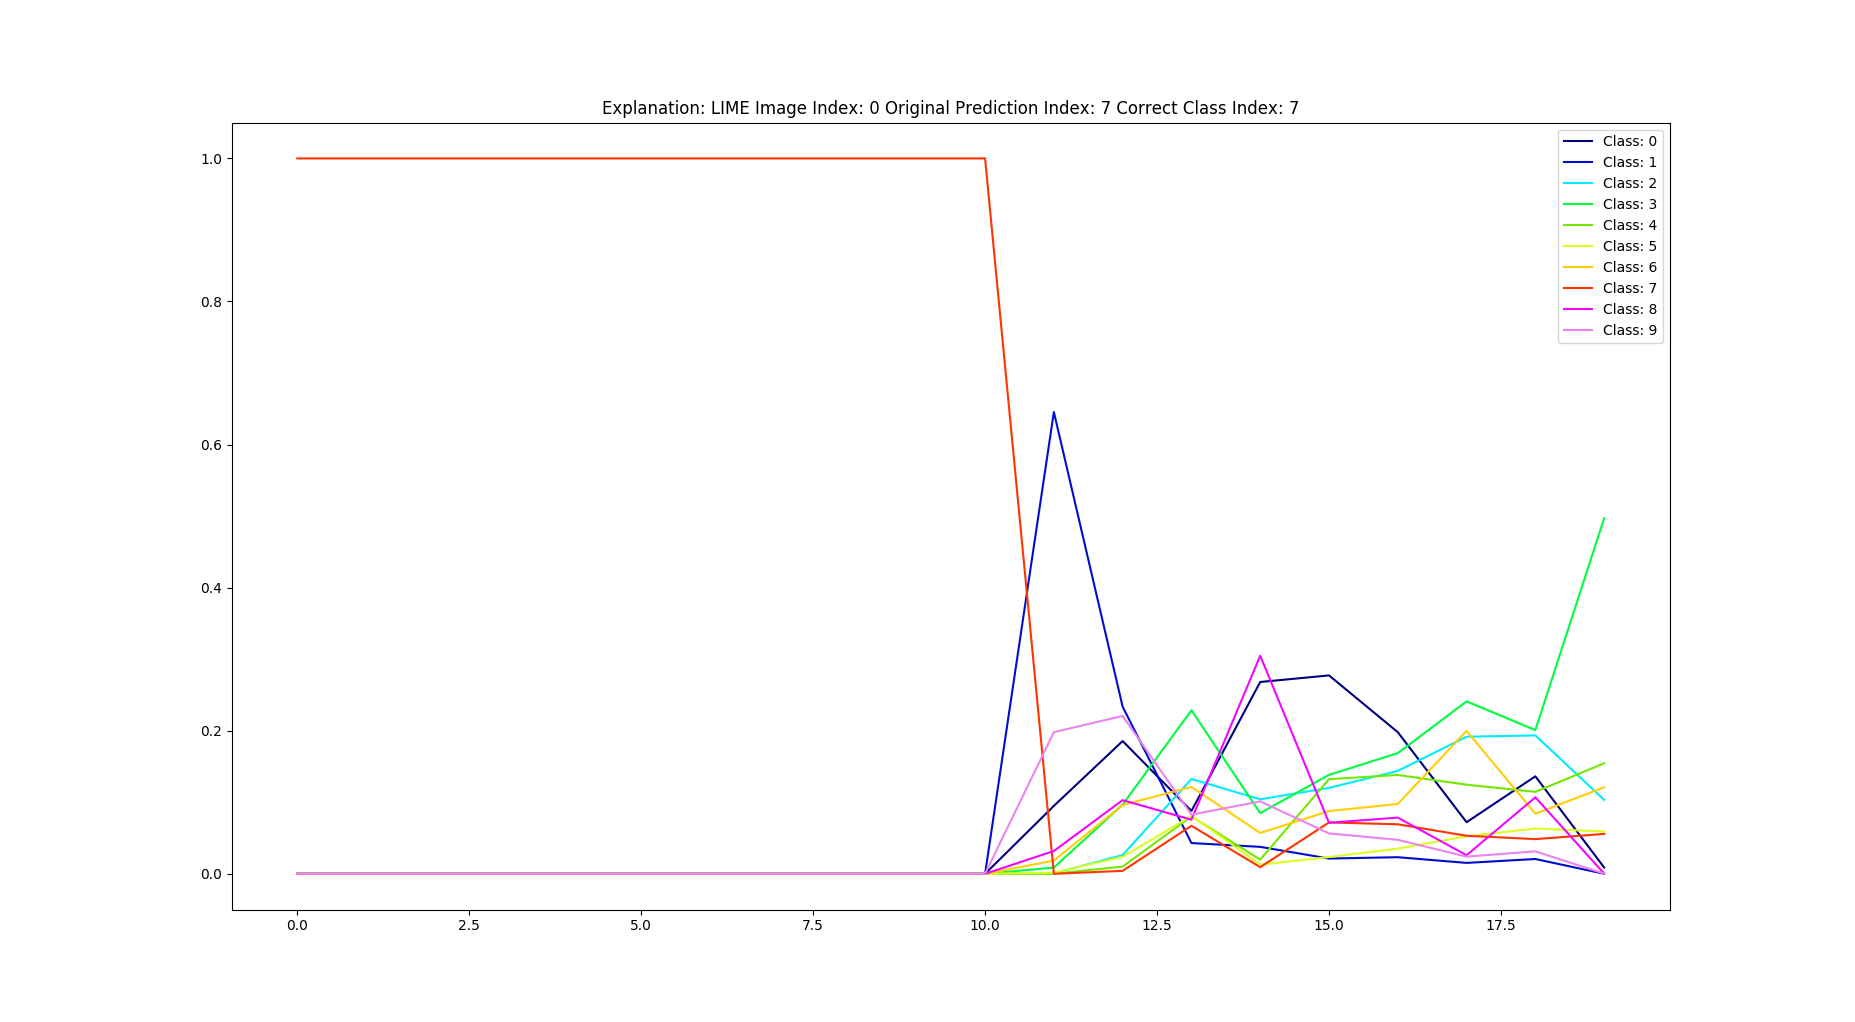 Explanation: LIME Image Index: 0 Original Prediction Index: 7 Correct Class Index: 7
1.0
0.8
0.6
0.4
0.2
0.0
0.0 2.5 5.0 7.5 10.0 12.5 15.0 17.5
Class: 0
Class: 1
Class: 2
Class: 3
Class: 4
Class: 5
Class: 6
Class: 7
Class: 8
Class: 9